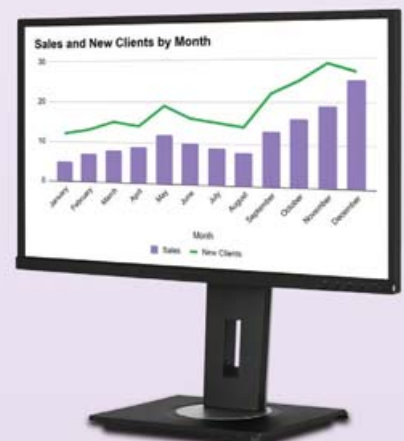 Sales and New Clients by Month
30
20
10
0
January
February
March
April
May
June
July
August
September
October
November
December
Month
Sales
New Clients